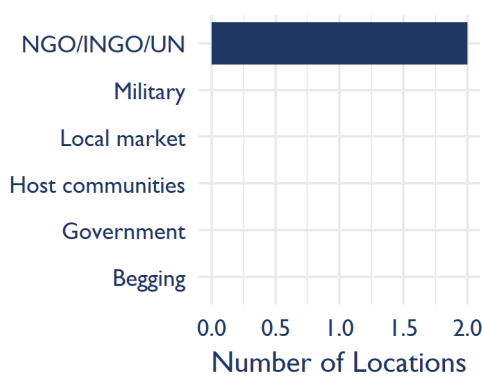 NGO/INGO/UN
Military
Local market
Host communities
Government
Begging
0.0 0.5 1.0 1.5 2.0
Number of Locations